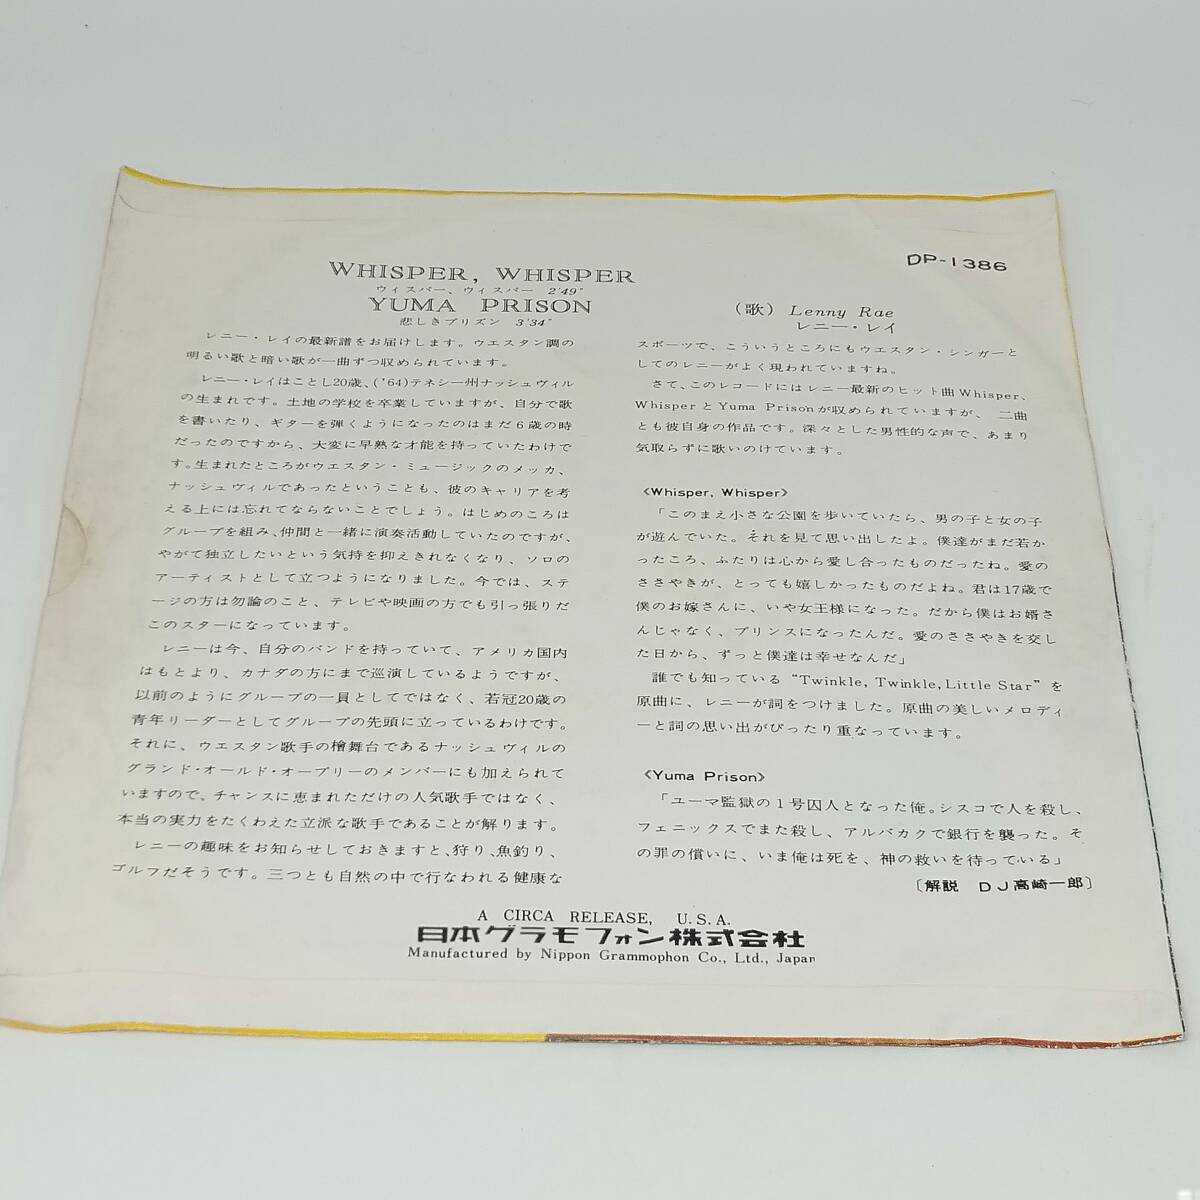 DP-1386
WHISPER, WHISPER
ウィスパー、ウィスパー 2'49"
YUMA PRISON
悲しきプリズン 3'34"
(歌) Lenny Rae
レニー・レイ
レニー・レイの最新譜をお届けします。ウエスタン調の
明るい歌と暗い歌が一曲ずつ収められています。
レニー・レイはことし20歳、('64)テネシー州ナッシュヴィル
の生まれです。土地の学校を卒業していますが、自分で歌
を書いたり、ギターを弾くようになったのはまだ6歳の時
だったのですから、大変に早熟な才能を持っていたわけで
す。生まれたところがウエスタン・ミュージックのメッカ、
ナッシュヴィルであったということも、彼のキャリアを考
える上には忘れてならないことでしょう。はじめのころは
グループを組み、仲間と一緒に演奏活動していたのですが、
やがて独立したいという気持を抑えきれなくなり、ソロの
アーティストとして立つようになりました。今では、ステ
ージの方は勿論のこと、テレビや映画の方でも引っ張りだ
このスターになっています。
レニーは今、自分のバンドを持っていて、アメリカ国内
はもとより、カナダの方にまで巡演しているようですが、
以前のようにグループの一員としてではなく、若冠20歳の
青年リーダーとしてグループの先頭に立っているわけです。
それに、ウエスタン歌手の檜舞台であるナッシュヴィルの
グランド・オールド・オープリーのメンバーにも加えられて
いますので、チャンスに恵まれただけの人気歌手ではなく、
本当の実力をたくわえた立派な歌手であることが解ります。
レニーの趣味をお知らせしておきますと、狩り、魚釣り、
ゴルフだそうです。三つとも自然の中で行なわれる健康な
スポーツで、こういうところにもウエスタン・シンガーと
してのレニーがよく現われていますね。
さて、このレコードにはレニー最新のヒット曲Whisper,
WhisperとYuma Prisonが収められていますが、二曲
とも彼自身の作品です。深々とした男性的な声で、あまり
気取らずに歌いのけています。
《Whisper, Whisper》
「このまえ小さな公園を歩いていたら、男の子と女の子
が遊んでいた。それを見て思い出したよ。僕達がまだ若か
ったころ、ふたりは心から愛し合ったものだったね。愛の
ささやきが、とっても嬉しかったものだよね。君は17歳で
僕のお嫁さんに、いや女王様になった。だから僕はお婿さ
んじゃなく、プリンスになったんだ。愛のささやきを交し
た日から、ずっと僕達は幸せなんだ」
誰でも知っている "Twinkle, Twinkle, Little Star" を
原曲に、レニーが詞をつけました。原曲の美しいメロディ
ーと詞の思い出がぴったり重なっています。
《Yuma Prison》
「ユーマ監獄の1号囚人となった俺。シスコで人を殺し、
フェニックスでまた殺し、アルバカクで銀行を襲った。そ
の罪の償いに、いま俺は死を、神の救いを待っている」
〔解説 DJ高崎一郎〕
A CIRCA RELEASE, U.S.A.
日本グラモフォン株式会社
Manufactured by Nippon Grammophon Co., Ltd., Japan